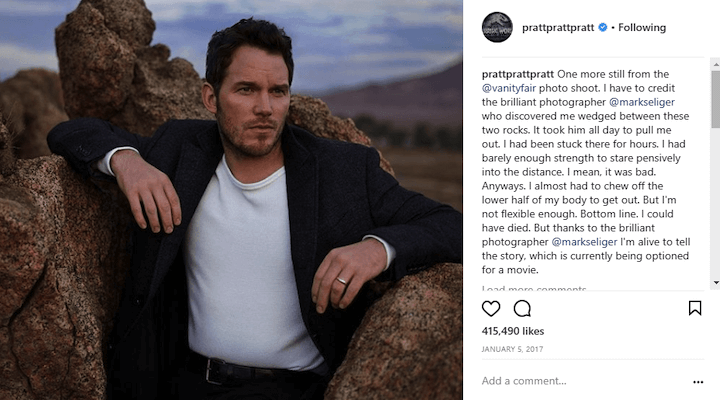 prattprattpratt • Following
prattprattpratt One more still from the
@vanityfair photo shoot. I have to credit
the brilliant photographer @markseliger
who discovered me wedged between these
two rocks. It took him all day to pull me
out. I had been stuck there for hours. I had
barely enough strength to stare pensively
into the distance. I mean, it was bad.
Anyways. I almost had to chew off the
lower half of my body to get out. But I'm
not flexible enough. Bottom line. I could
have died. But thanks to the brilliant
photographer @markseliger I'm alive to tell
the story, which is currently being optioned
for a movie.
Load more comments
415,490 likes
JANUARY 5, 2017
Add a comment...